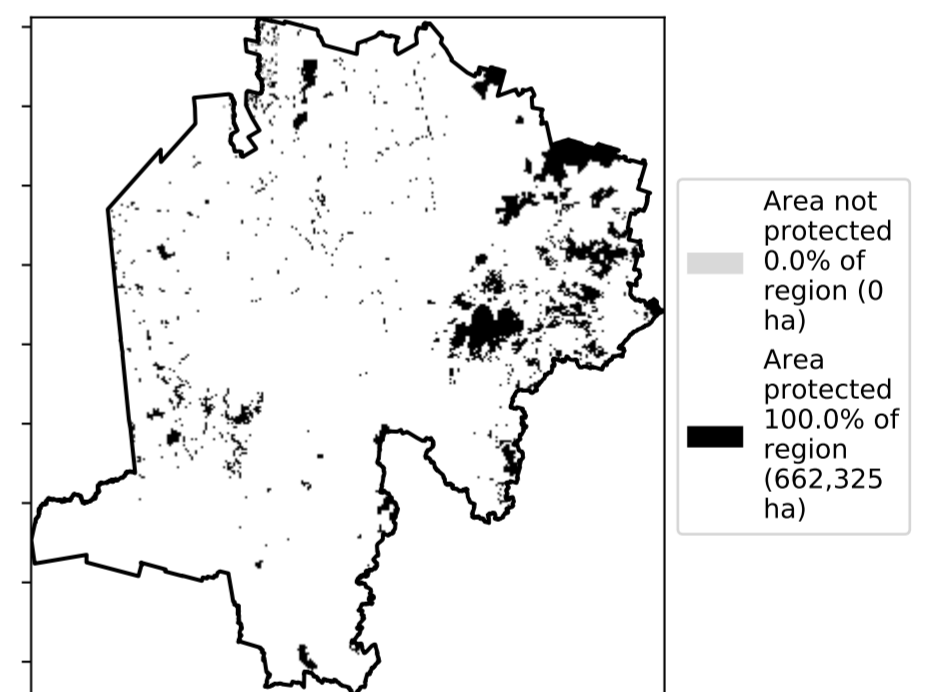 Area not
protected
0.0% of
region (0
ha)
Area
protected
100.0% of
region
(662,325
ha)